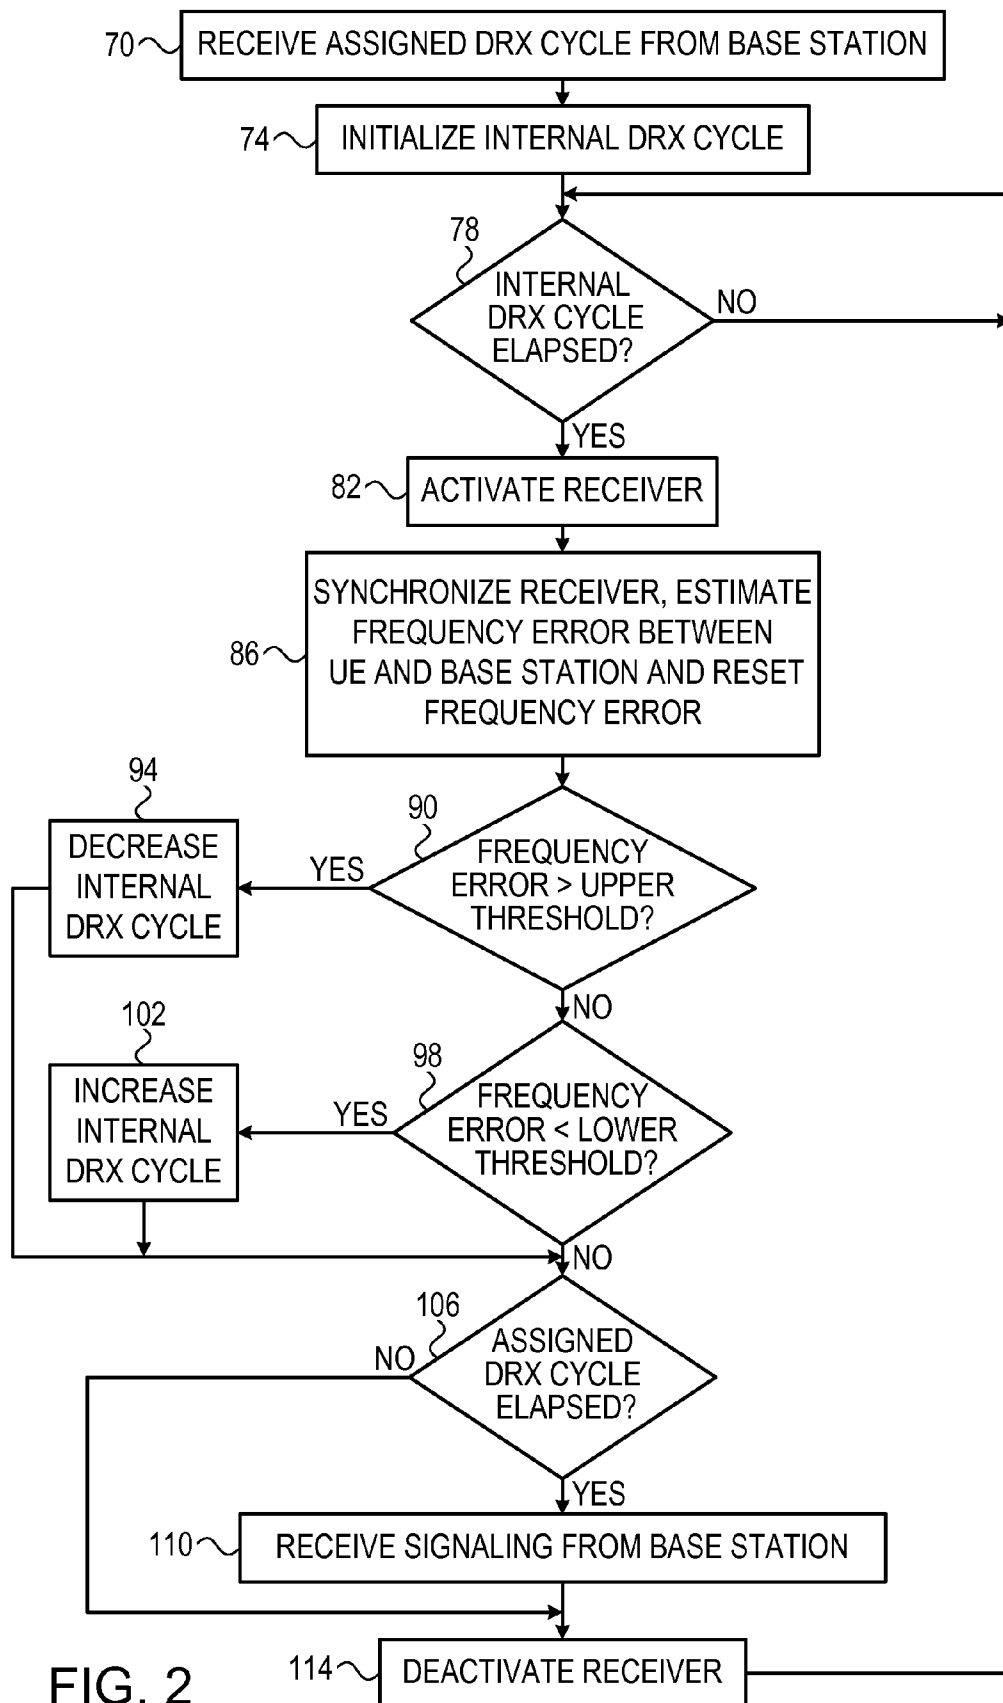 70
RECEIVE ASSIGNED DRX CYCLE FROM BASE STATION
74
INITIALIZE INTERNAL DRX CYCLE
78
INTERNAL
DRX CYCLE
ELAPSED?
NO
YES
82
ACTIVATE RECEIVER
86
SYNCHRONIZE RECEIVER, ESTIMATE
FREQUENCY ERROR BETWEEN
UE AND BASE STATION AND RESET
FREQUENCY ERROR
90
FREQUENCY
ERROR > UPPER
THRESHOLD?
YES
94
DECREASE
INTERNAL
DRX CYCLE
NO
98
FREQUENCY
ERROR < LOWER
THRESHOLD?
YES
102
INCREASE
INTERNAL
DRX CYCLE
NO
106
ASSIGNED
DRX CYCLE
ELAPSED?
NO
YES
110
RECEIVE SIGNALING FROM BASE STATION
114
DEACTIVATE RECEIVER
FIG. 2